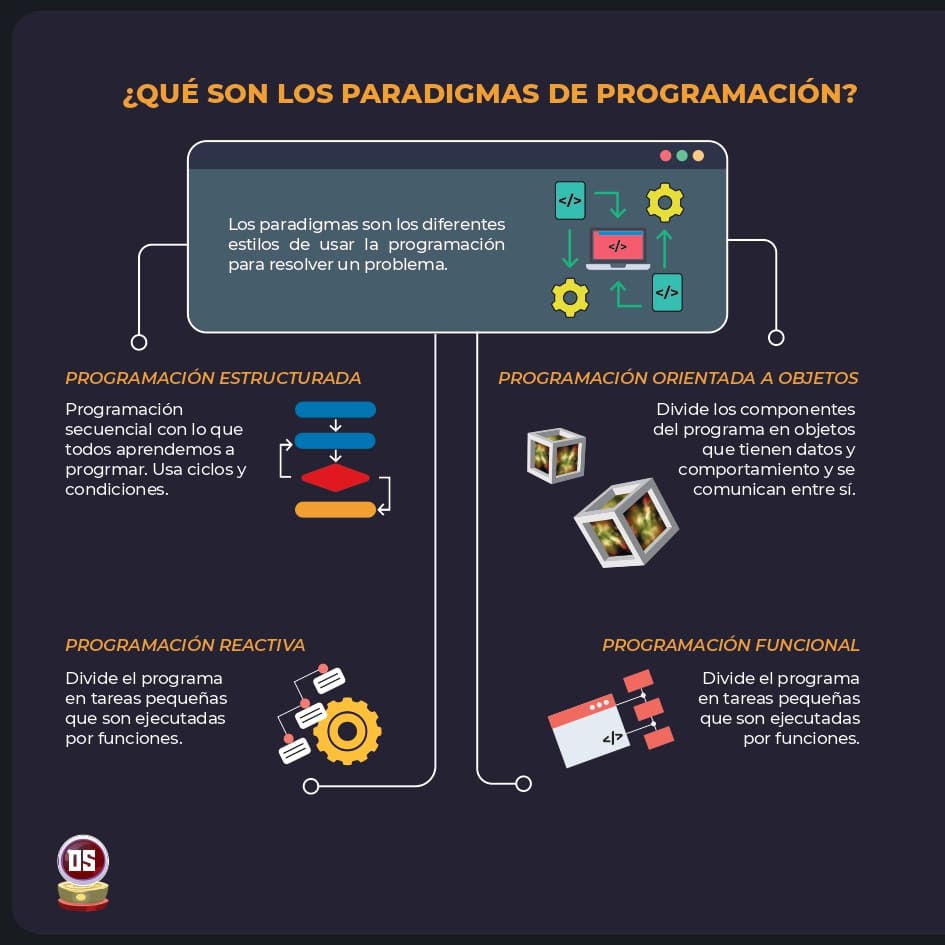 ¿QUÉ SON LOS PARADIGMAS DE PROGRAMACIÓN?
Los paradigmas son los diferentes
estilos de usar la programación
para resolver un problema.
</>
</>
</>
PROGRAMACIÓN ESTRUCTURADA
Programación
secuencial con lo que
todos aprendemos a
progrmar. Usa ciclos y
condiciones.
PROGRAMACIÓN ORIENTADA A OBJETOS
Divide los componentes
del programa en objetos
que tienen datos y
comportamiento y se
comunican entre sí.
PROGRAMACIÓN REACTIVA
Divide el programa
en tareas pequeñas
que son ejecutadas
por funciones.
PROGRAMACIÓN FUNCIONAL
Divide el programa
en tareas pequeñas
que son ejecutadas
por funciones.
</>
DS